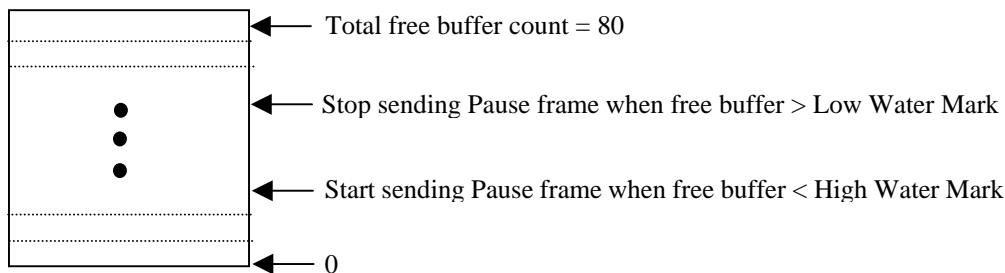 Total free buffer count = 80
Stop sending Pause frame when free buffer > Low Water Mark
Start sending Pause frame when free buffer < High Water Mark
0